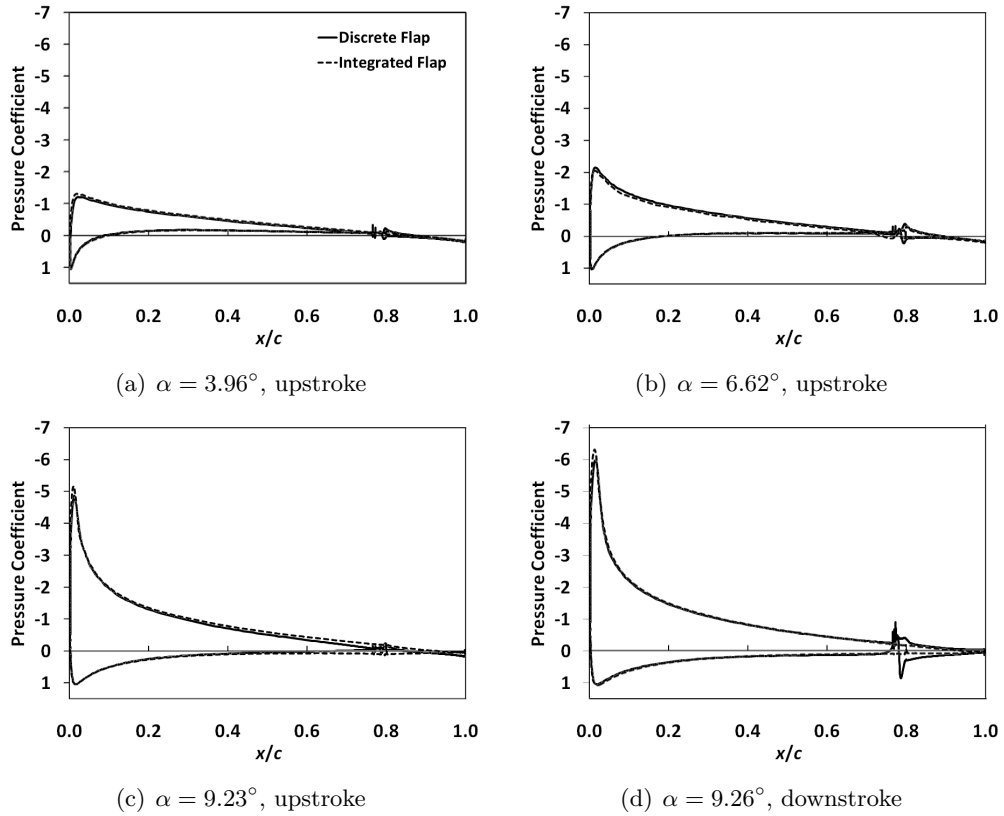 -7
-6
-5
-4
-3
-2
-1
0
1
Pressure Coefficient
Discrete Flap
Integrated Flap
0.0 0.2 0.4 0.6 0.8 1.0
x/c
(a) α = 3.96°, upstroke
-7
-6
-5
-4
-3
-2
-1
0
1
Pressure Coefficient
0.0 0.2 0.4 0.6 0.8 1.0
x/c
(b) α = 6.62°, upstroke
-7
-6
-5
-4
-3
-2
-1
0
1
Pressure Coefficient
0.0 0.2 0.4 0.6 0.8 1.0
x/c
(c) α = 9.23°, upstroke
-7
-6
-5
-4
-3
-2
-1
0
1
Pressure Coefficient
0.0 0.2 0.4 0.6 0.8 1.0
x/c
(d) α = 9.26°, downstroke